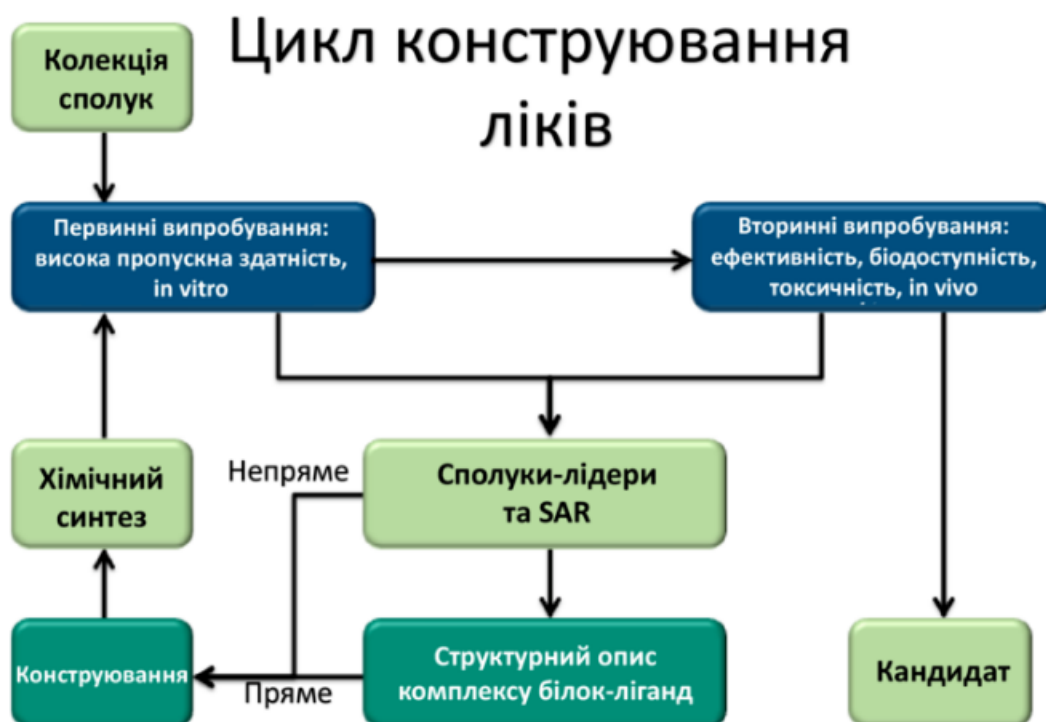 Цикл конструювання
ліків
Колекція
сполук
Первинні випробування:
висока пропускна здатність,
in vitro
Вторинні випробування:
ефективність, біодоступність,
токсичність, in vivo
Хімічний
синтез
Непряме
Сполуки-лідери
та SAR
Конструювання
Пряме
Структурний опис
комплексу білок-ліганд
Кандидат